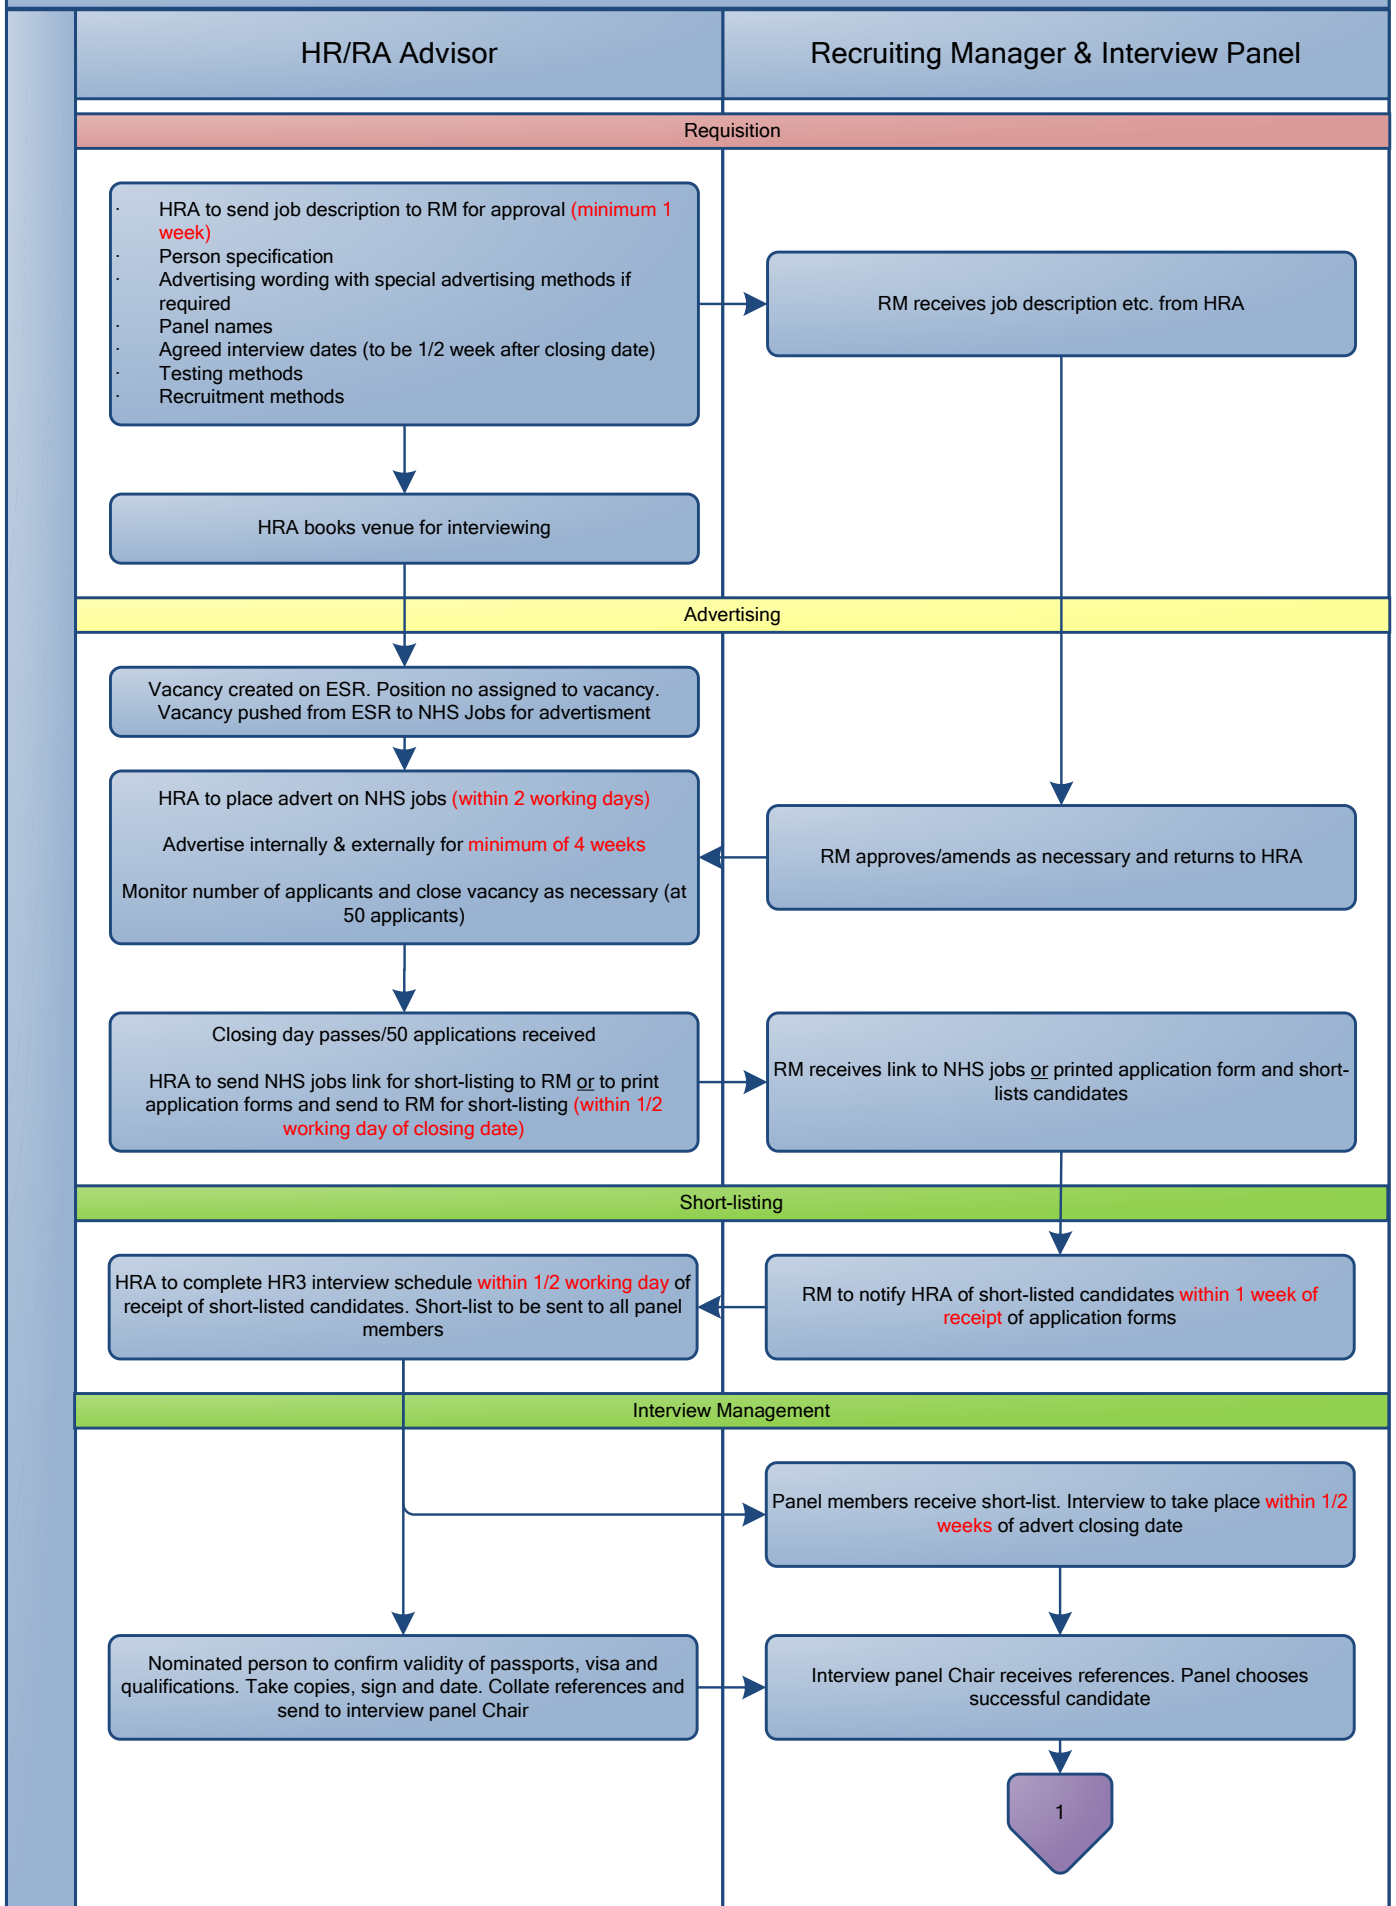 HR/RA Advisor
Recruiting Manager & Interview Panel
Requisition
· HRA to send job description to RM for approval (minimum 1
week)
· Person specification
· Advertising wording with special advertising methods if
required
· Panel names
· Agreed interview dates (to be 1/2 week after closing date)
· Testing methods
· Recruitment methods
RM receives job description etc. from HRA
HRA books venue for interviewing
Advertising
Vacancy created on ESR. Position no assigned to vacancy.
Vacancy pushed from ESR to NHS Jobs for advertisment
HRA to place advert on NHS jobs (within 2 working days)
Advertise internally & externally for minimum of 4 weeks
Monitor number of applicants and close vacancy as necessary (at
50 applicants)
RM approves/amends as necessary and returns to HRA
Closing day passes/50 applications received
HRA to send NHS jobs link for short-listing to RM or to print
application forms and send to RM for short-listing (within 1/2
working day of closing date)
RM receives link to NHS jobs or printed application form and short-
lists candidates
Short-listing
HRA to complete HR3 interview schedule within 1/2 working day of
receipt of short-listed candidates. Short-list to be sent to all panel
members
RM to notify HRA of short-listed candidates within 1 week of
receipt of application forms
Interview Management
Panel members receive short-list. Interview to take place within 1/2
weeks of advert closing date
Nominated person to confirm validity of passports, visa and
qualifications. Take copies, sign and date. Collate references and
send to interview panel Chair
Interview panel Chair receives references. Panel chooses
successful candidate
1